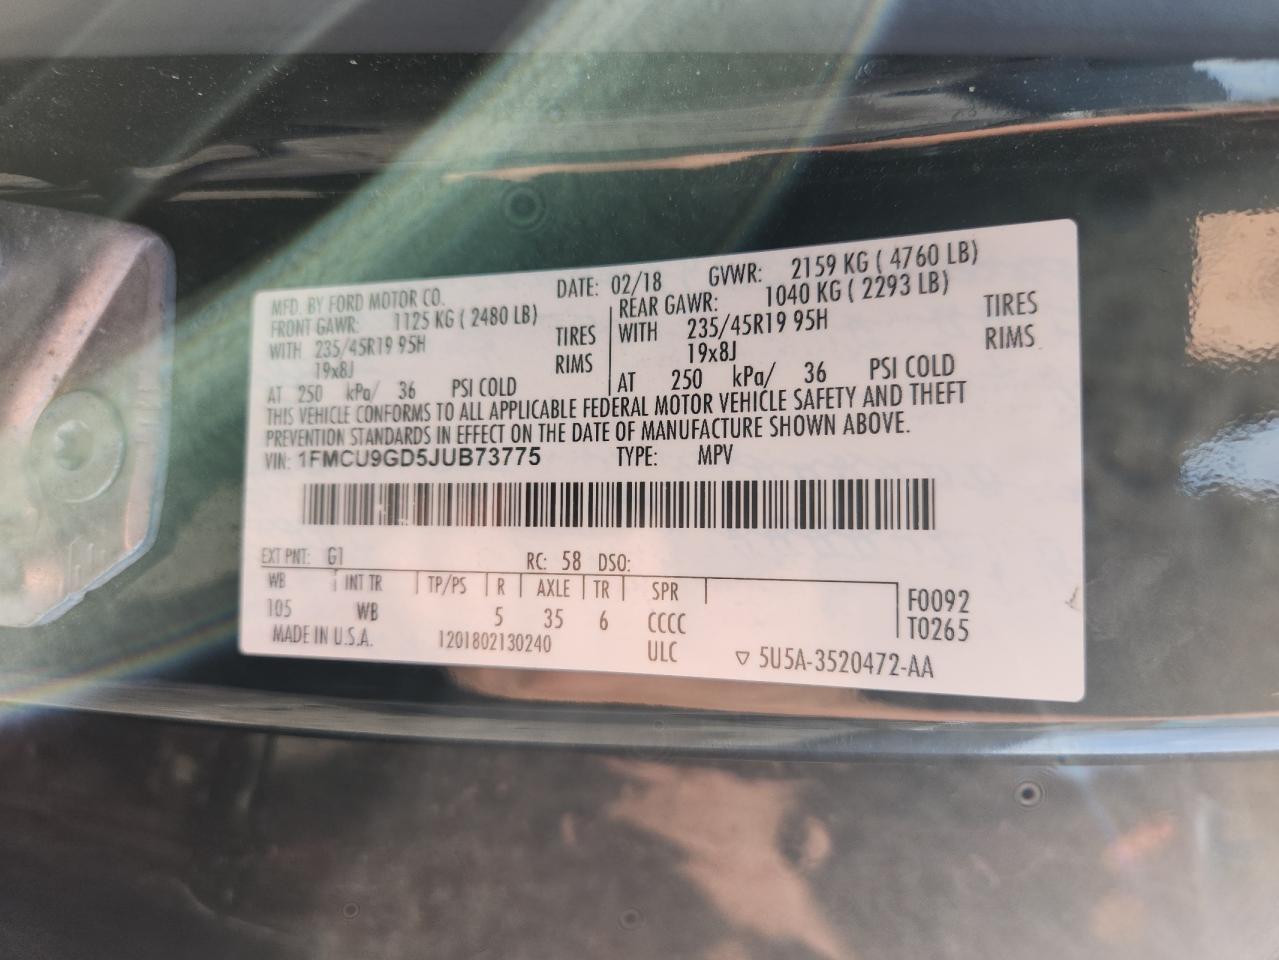 MFD. BY FORD MOTOR CO. DATE: 02/18 GVWR: 2159 KG ( 4760 LB)
FRONT GAWR: 1125 KG ( 2480 LB) REAR GAWR: 1040 KG ( 2293 LB)
WITH 235/45R19 95H TIRES WITH 235/45R19 95H TIRES
19x8J RIMS 19x8J RIMS
AT 250 kPa/ 36 PSI COLD AT 250 kPa/ 36 PSI COLD
THIS VEHICLE CONFORMS TO ALL APPLICABLE FEDERAL MOTOR VEHICLE SAFETY AND THEFT
PREVENTION STANDARDS IN EFFECT ON THE DATE OF MANUFACTURE SHOWN ABOVE.
VIN: 1FMCU9GD5JUB73775 TYPE: MPV
EXT PNT: G1 RC: 58 DSO:
WB INT TR TP/PS R AXLE TR SPR F0092
105 WB 5 35 6 CCCC T0265
MADE IN U.S.A. 1201802130240 ULC ▽ 5U5A-3520472-AA